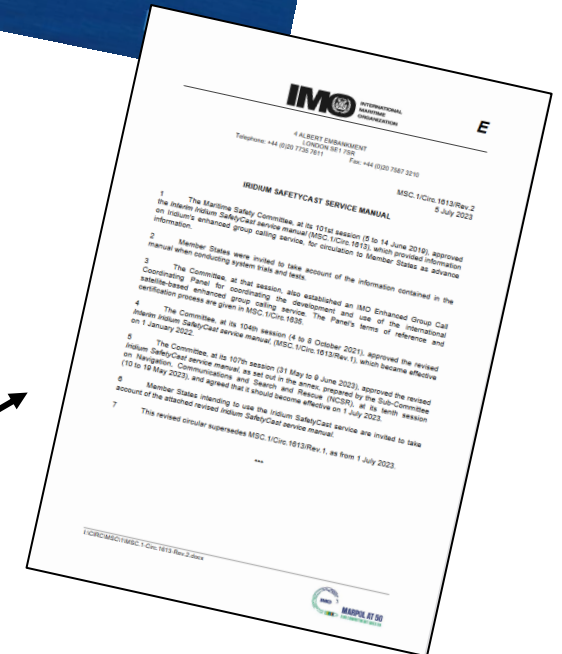 IMO INTERNATIONAL
MARITIME
ORGANIZATION
E
4 ALBERT EMBANKMENT
LONDON SE1 7SR
Telephone: +44 (0)20 7735 7611 Fax: +44 (0)20 7587 3210
MSC.1/Circ.1613/Rev.2
5 July 2023
IRIDIUM SAFETYCAST SERVICE MANUAL
1 The Maritime Safety Committee, at its 101st session (5 to 14 June 2019), approved
the Interim Iridium SafetyCast service manual (MSC.1/Circ.1613), which provided information
on Iridium's enhanced group calling service, for circulation to Member States as advance
information.
2 Member States were invited to take account of the information contained in the
manual when conducting system trials and tests.
3 The Committee, at that session, also established an IMO Enhanced Group Call
Coordinating Panel for coordinating the development and use of the international
satellite-based enhanced group calling service. The Panel's terms of reference and
certification process are given in MSC.1/Circ.1635.
4 The Committee, at its 104th session (4 to 8 October 2021), approved the revised
Interim Iridium SafetyCast service manual, (MSC.1/Circ.1613/Rev.1), which became effective
on 1 January 2022.
5 The Committee, at its 107th session (31 May to 9 June 2023), approved the revised
Iridium SafetyCast service manual, as set out in the annex, prepared by the Sub-Committee
on Navigation, Communications and Search and Rescue (NCSR), at its tenth session
(10 to 19 May 2023), and agreed that it should become effective on 1 July 2023.
6 Member States intending to use the Iridium SafetyCast service are invited to take
account of the attached revised Iridium SafetyCast service manual.
7 This revised circular supersedes MSC.1/Circ.1613/Rev.1, as from 1 July 2023.
***
I:\CIRC\MSC\1\MSC.1-Circ.1613-Rev.2.docx
IMO
MARPOL AT 50